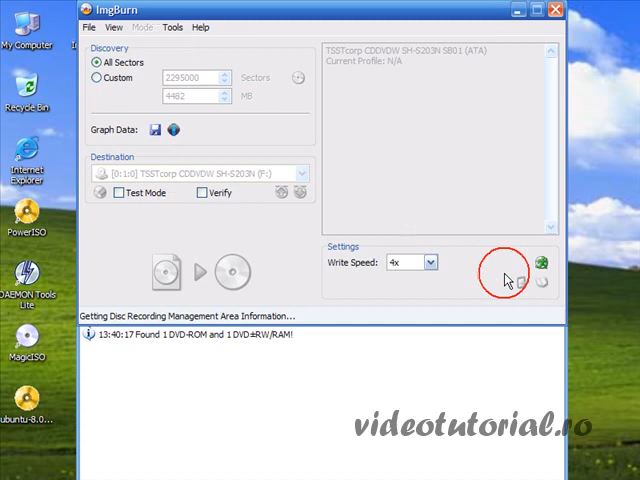 ImgBurn
File View Mode Tools Help
Discovery
All Sectors
Custom 2295000 Sectors
4482 MB
Graph Data:
Destination
[0:1:0] TSSTcorp CDDVDW SH-S203N (F:)
Test Mode Verify
TSSTcorp CDDVDW SH-S203N SB01 (ATA)
Current Profile: N/A
Settings
Write Speed: 4x
Getting Disc Recording Management Area Information...
13:40:17 Found 1 DVD-ROM and 1 DVD±RW/RAM!
My Computer
Recycle Bin
Internet
Explorer
PowerISO
DAEMON Tools
Lite
MagicISO
ubuntu-8.0...
videotutorial.ro